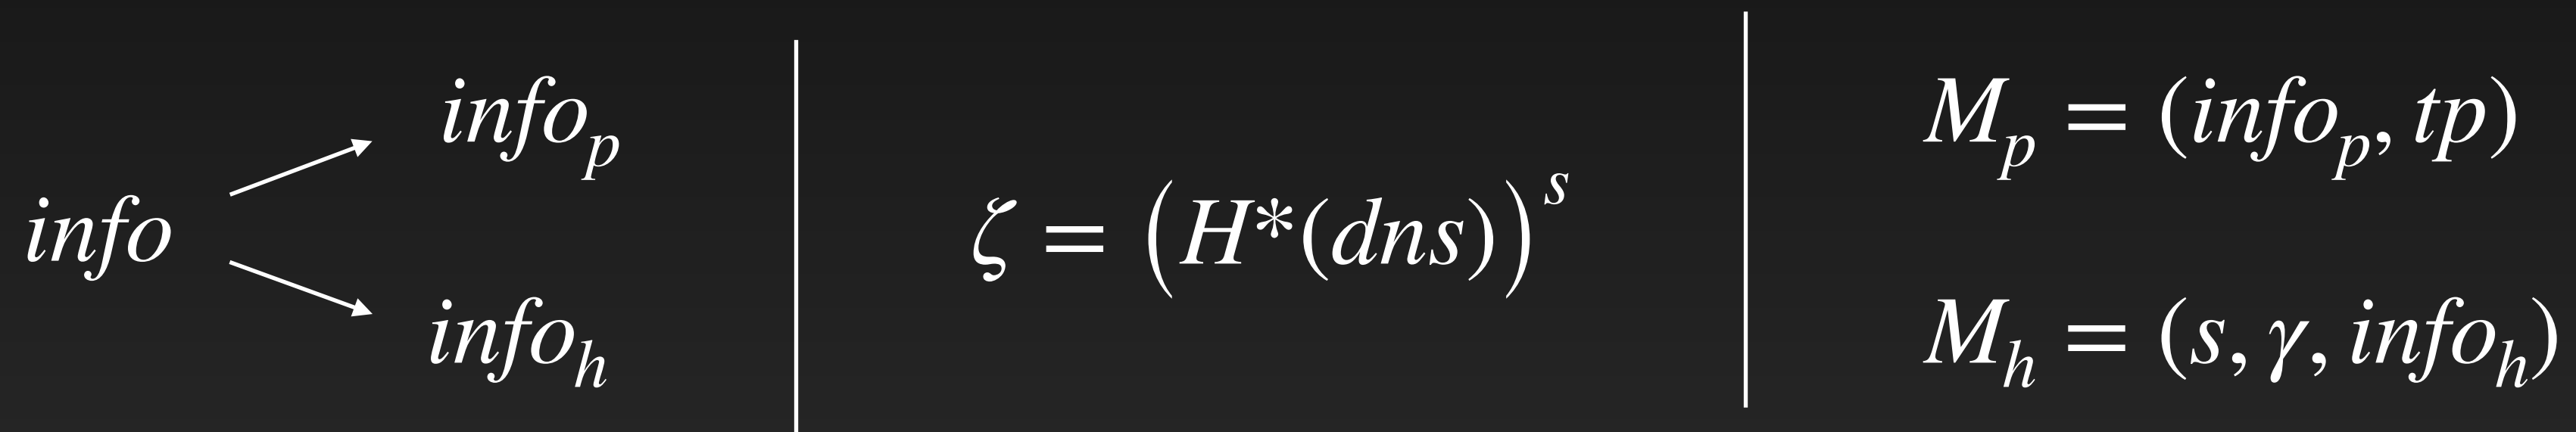 info
info_p
info_h
ζ = (H*(dns))^s
M_p = (info_p, tp)
M_h = (s, γ, info_h)